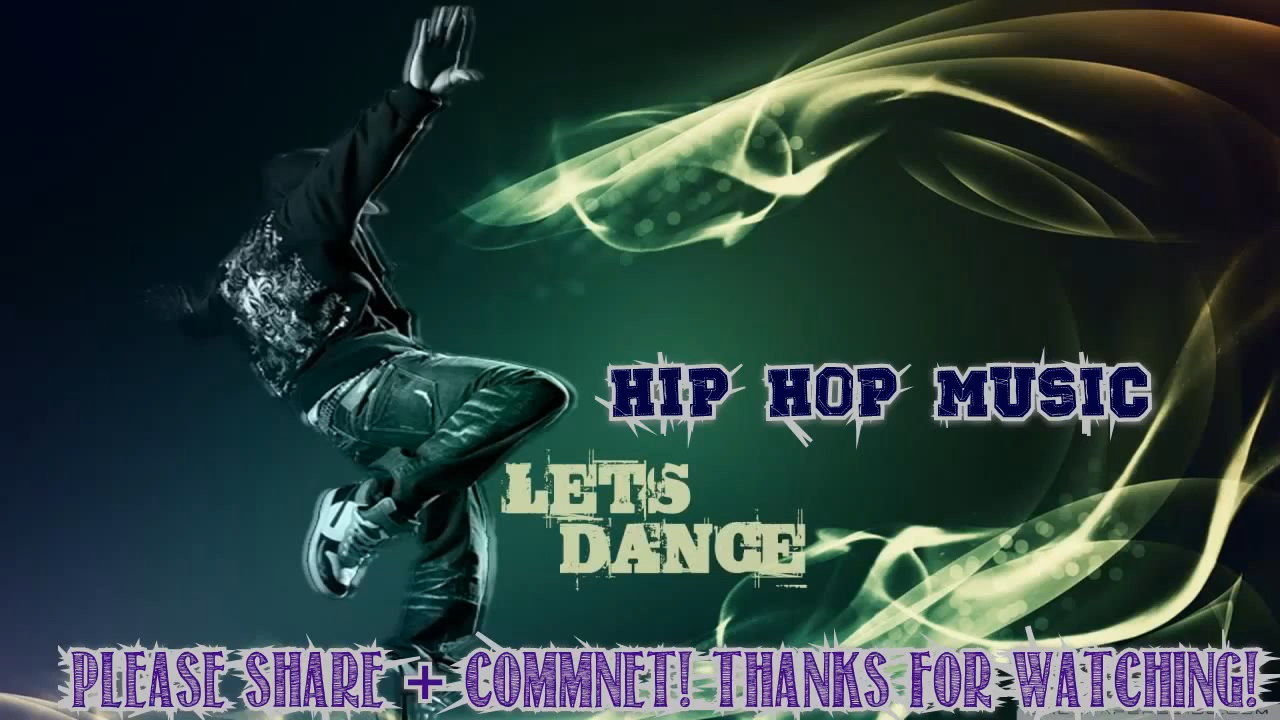 HIP HOP MUSIC
LETS
DANCE
PLEASE SHARE + COMMNET! THANKS FOR WATCHING!